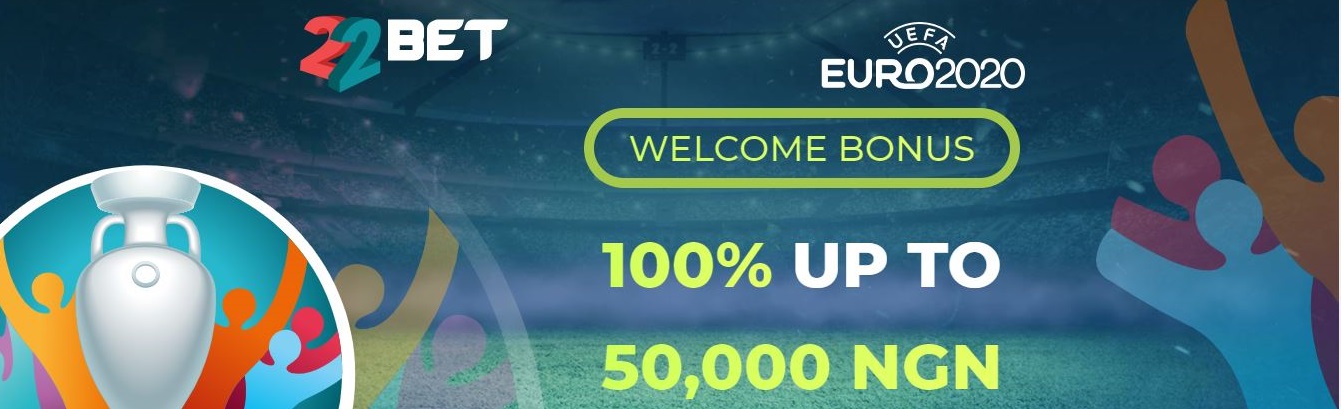 22BET
UEFA
EURO2020
WELCOME BONUS
100% UP TO
50,000 NGN